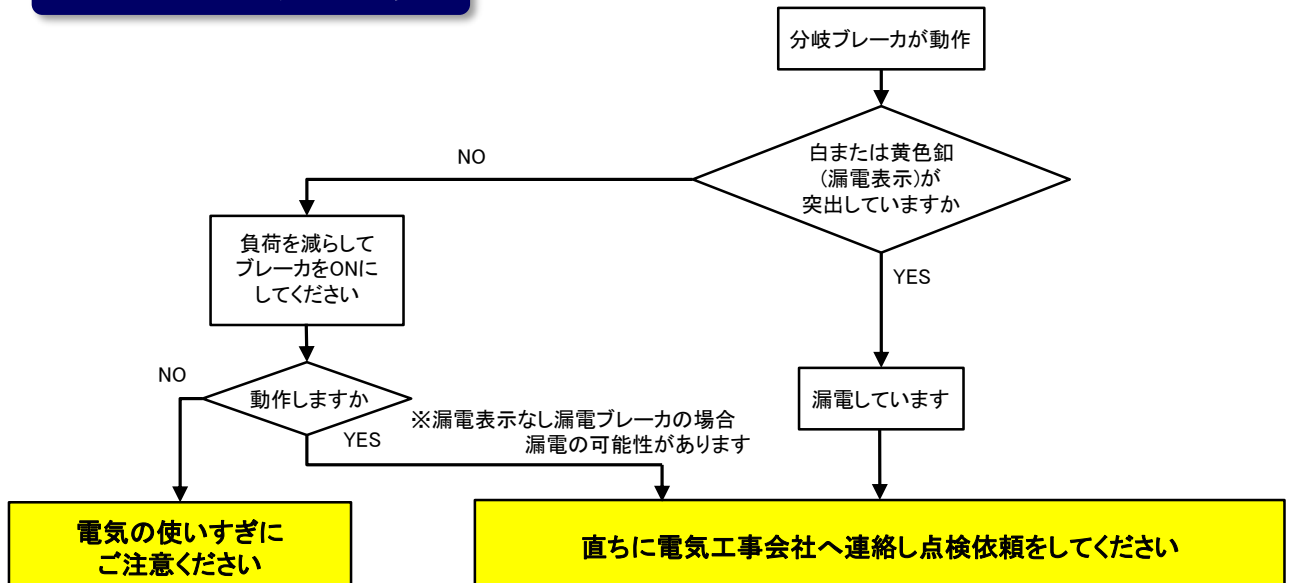 分岐ブレーカが動作
白または黄色釦
(漏電表示)が
突出していますか
NO
YES
負荷を減らして
ブレーカをONに
してください
漏電しています
NO
動作しますか
YES
※漏電表示なし漏電ブレーカの場合
漏電の可能性があります
電気の使いすぎに
ご注意ください
直ちに電気工事会社へ連絡し点検依頼をしてください